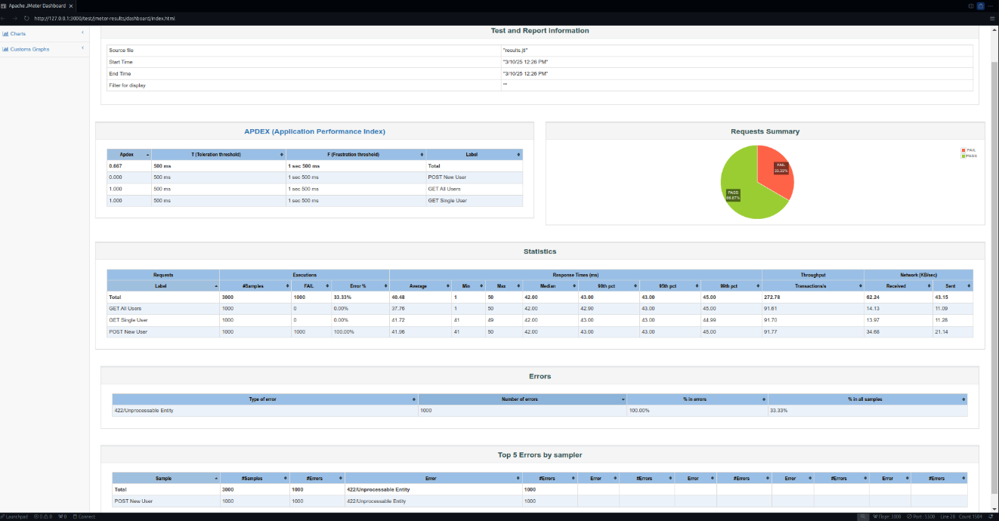 Apache JMeter Dashboard
http://127.0.0.1:3000/test/jmeter-results/dashboard/index.html
Charts
Customs Graphs
Test and Report information
Source file "results.jtl"
Start Time "3/10/25 12:26 PM"
End Time "3/10/25 12:26 PM"
Filter for display ""
APDEX (Application Performance Index)
Apdex T (Toleration threshold) F (Frustration threshold) Label
0.667 500 ms 1 sec 500 ms Total
0.000 500 ms 1 sec 500 ms POST New User
1.000 500 ms 1 sec 500 ms GET All Users
1.000 500 ms 1 sec 500 ms GET Single User
Requests Summary
FAIL
PASS
FAIL
33.33%
PASS
66.67%
Statistics
Requests Executions Response Times (ms) Throughput Network (KB/sec)
Label #Samples FAIL Error % Average Min Max Median 90th pct 95th pct 99th pct Transactions/s Received Sent
Total 3000 1000 33.33% 40.48 1 50 42.00 43.00 43.00 45.00 272.78 62.24 43.15
GET All Users 1000 0 0.00% 37.76 1 50 42.00 42.90 43.00 45.00 91.61 14.13 11.09
GET Single User 1000 0 0.00% 41.72 41 49 42.00 43.00 43.00 44.99 91.70 13.97 11.28
POST New User 1000 1000 100.00% 41.96 41 50 42.00 43.00 43.00 45.00 91.77 34.68 21.14
Errors
Type of error Number of errors % in errors % in all samples
422/Unprocessable Entity 1000 100.00% 33.33%
Top 5 Errors by sampler
Sample #Samples #Errors Error #Errors Error #Errors Error #Errors Error #Errors Error #Errors
Total 3000 1000 422/Unprocessable Entity 1000
POST New User 1000 1000 422/Unprocessable Entity 1000
Launchpad 0 0 0 Connect
3000 Port : 5500 Line 28 Count 1504